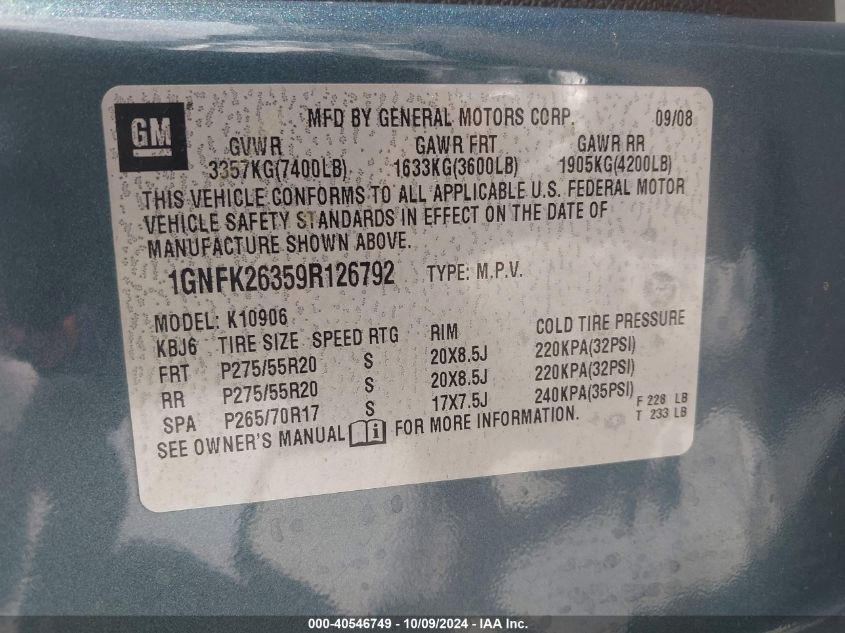 GM
MFD BY GENERAL MOTORS CORP. 09/08
GVWR GAWR FRT GAWR RR
3357KG(7400LB) 1633KG(3600LB) 1905KG(4200LB)
THIS VEHICLE CONFORMS TO ALL APPLICABLE U.S. FEDERAL MOTOR
VEHICLE SAFETY STANDARDS IN EFFECT ON THE DATE OF
MANUFACTURE SHOWN ABOVE.
1GNFK26359R126792 TYPE: M.P.V.
MODEL: K10906
KBJ6 TIRE SIZE SPEED RTG RIM COLD TIRE PRESSURE
FRT P275/55R20 S 20X8.5J 220KPA(32PSI)
RR P275/55R20 S 20X8.5J 220KPA(32PSI)
SPA P265/70R17 S 17X7.5J 240KPA(35PSI) F 228 LB
SEE OWNER'S MANUAL i FOR MORE INFORMATION. T 233 LB
000-40546749 - 10/09/2024 - IAA Inc.